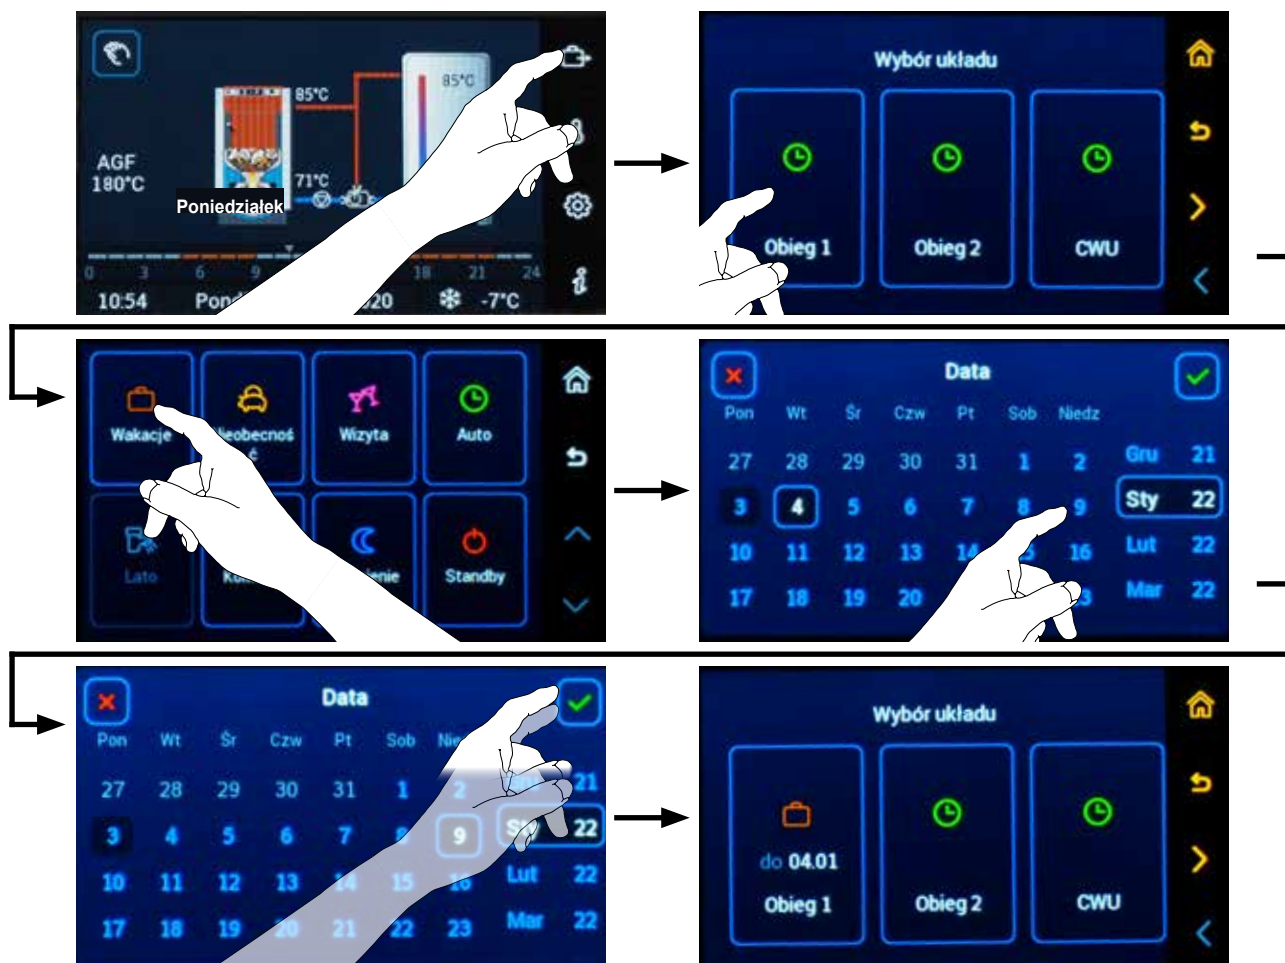 85°C
85°C
AGF
180°C
71°C
Poniedziałek
0 3 6 9 18 21 24
10:54 20 -7°C
Wybór układu
Obieg 1 Obieg 2 CWU
Wakacje Wizyta Auto
Lato Standby
Data
Pon Wt Śr Czw Pt Sob Niedz
27 28 29 30 31 1 2 Gru 21
3 4 5 6 7 8 9 Sty 22
10 11 12 13 14 16 Lut 22
17 18 19 20 Mar 22
Data
Pon Wt Śr Czw Pt Sob
27 28 29 30 31 1 2 21
3 4 5 6 7 8 9 Sty 22
10 11 12 13 14 15 16 Lut 22
17 18 19 20 21 22 23 Mar 22
Wybór układu
do 04.01
Obieg 1 Obieg 2 CWU